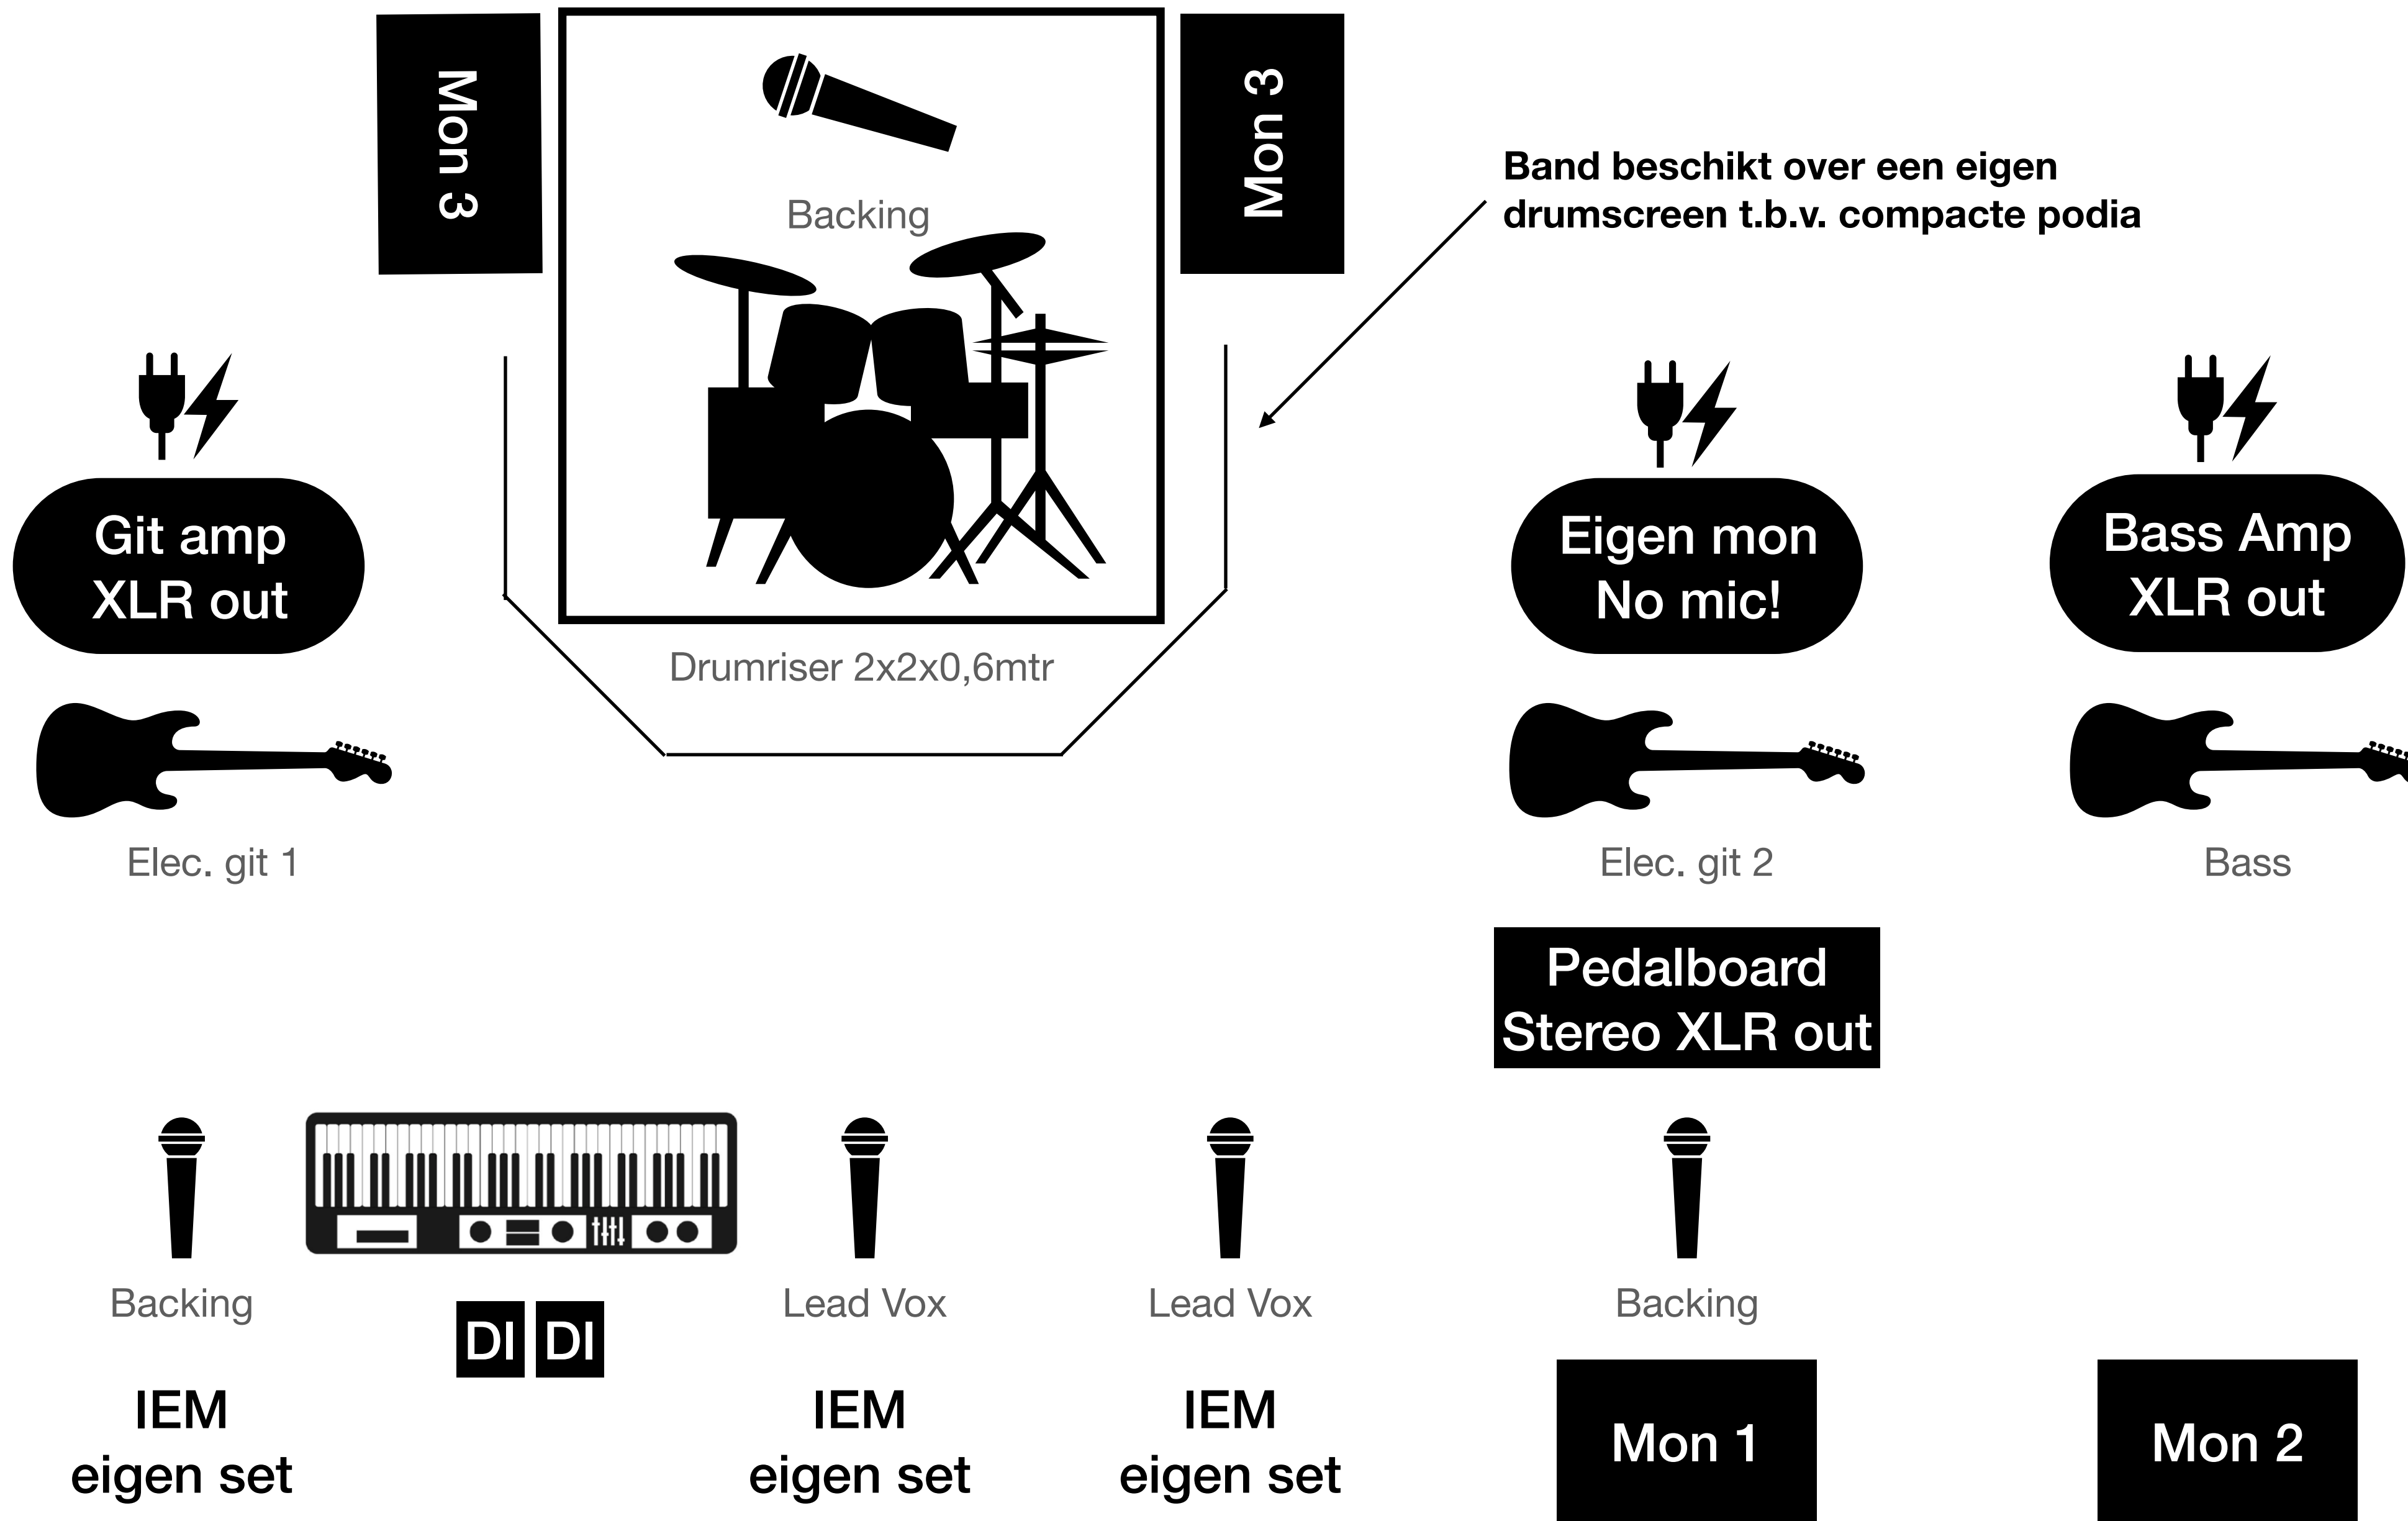 Mon 3
Mon 3
Backing
Band beschikt over een eigen
drumscreen t.b.v. compacte podia
Git amp
XLR out
Eigen mon
No mic!
Bass Amp
XLR out
Drumriser 2x2x0,6mtr
Elec. git 1
Elec. git 2
Bass
Pedalboard
Stereo XLR out
Backing
Lead Vox
Lead Vox
Backing
DI DI
IEM
eigen set
IEM
eigen set
IEM
eigen set
Mon 1
Mon 2